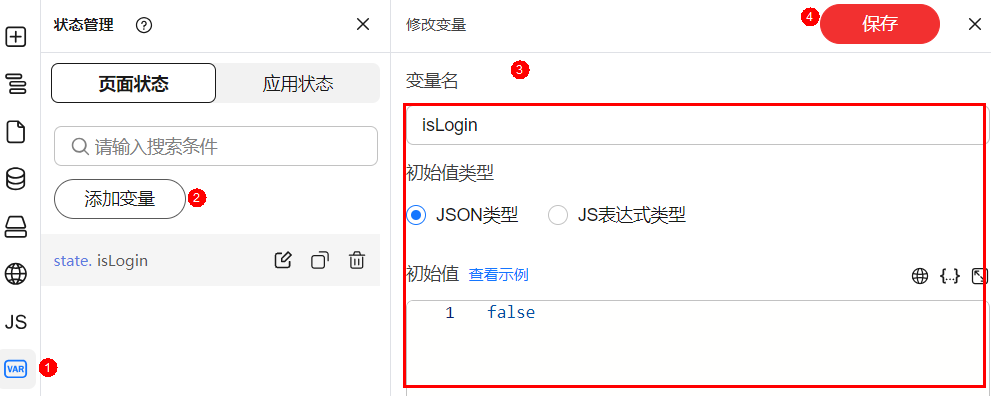 状态管理
修改变量
4
保存
页面状态
应用状态
变量名
3
isLogin
请输入搜索条件
添加变量
2
初始值类型
JSON类型
JS表达式类型
state. isLogin
初始值
查看示例
{...}
1
false
JS
VAR
1